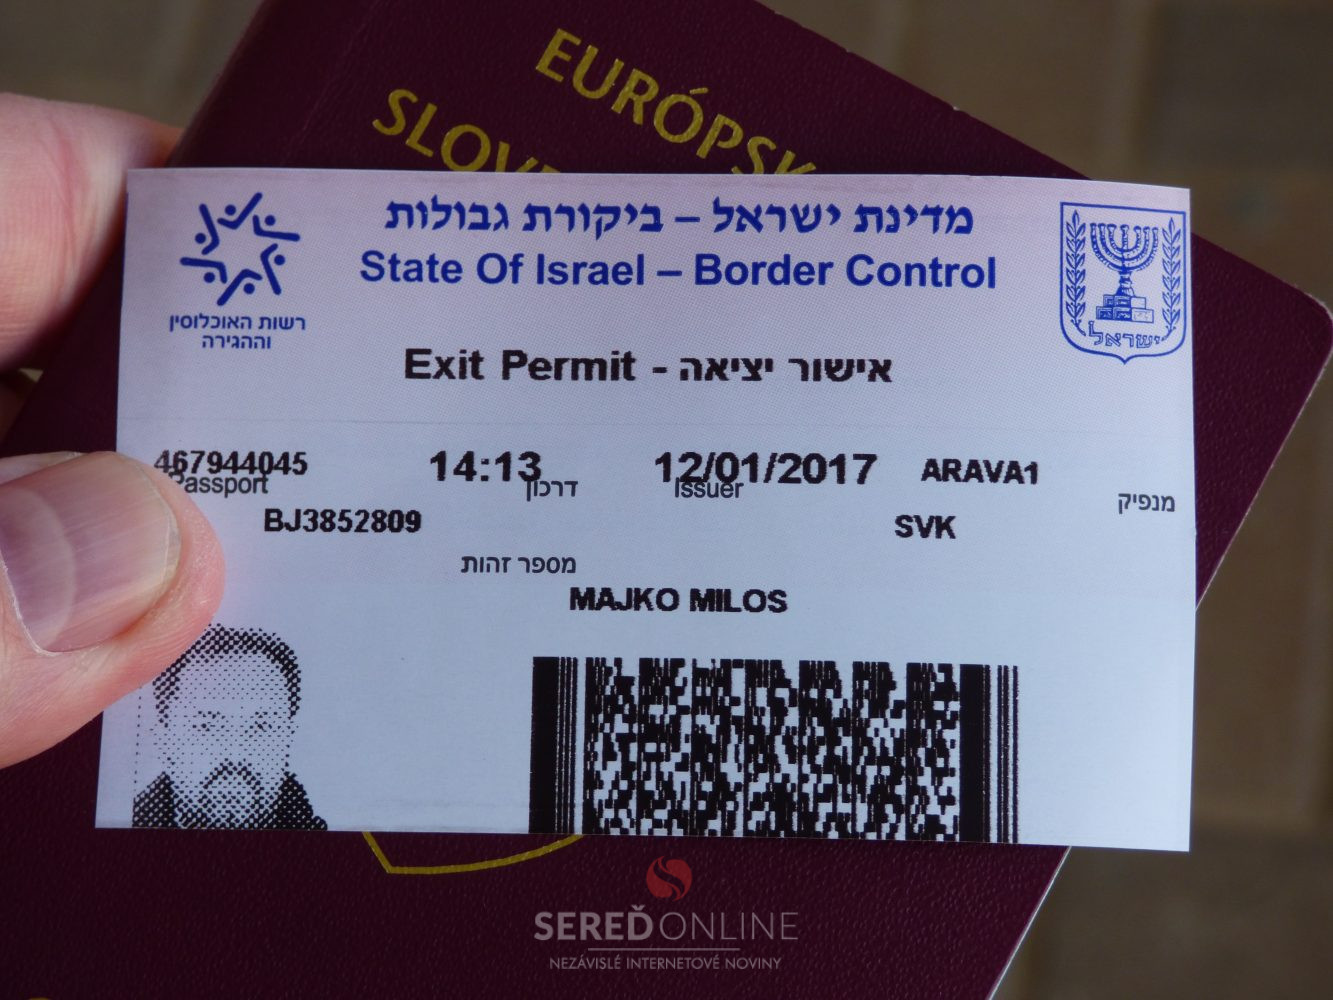 EURÓPSK
SLOV
מדינת ישראל – ביקורת גבולות
State Of Israel – Border Control
רשות האוכלוסין
וההגירה
ישראל
Exit Permit - אישור יציאה
467944045 14:13 12/01/2017 ARAVA1
Passport דרכון Issuer מנפיק
BJ3852809 SVK
מספר זהות
MAJKO MILOS
SEREĎONLINE
NEZÁVISLÉ INTERNETOVÉ NOVINY